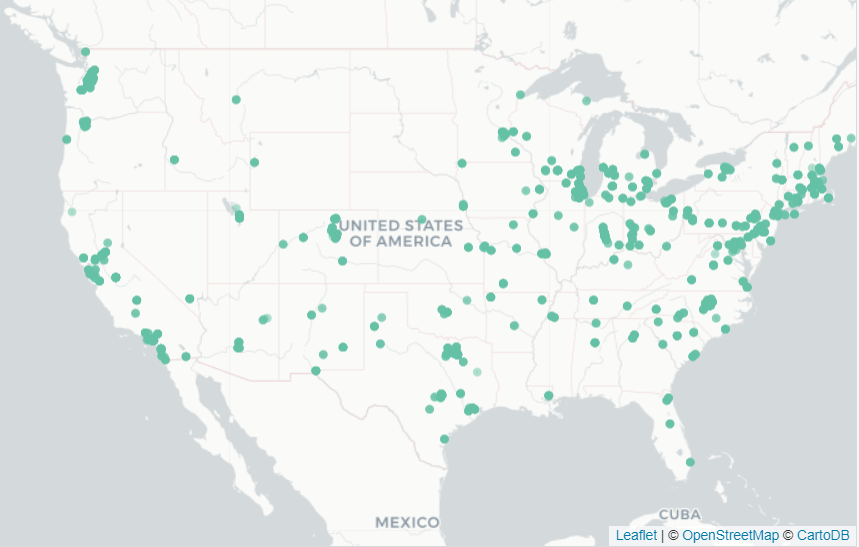 UNITED STATES
OF AMERICA
MEXICO
CUBA
Leaflet | © OpenStreetMap © CartoDB